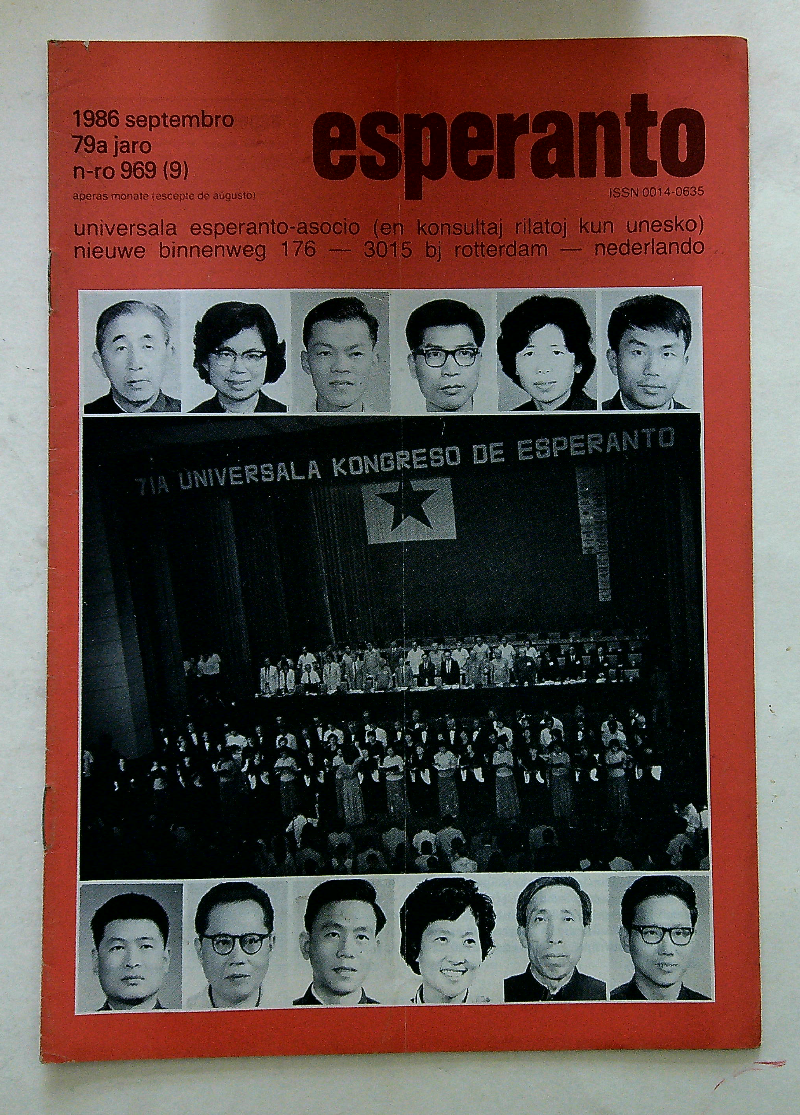 1986 septembro
79a jaro
n-ro 969 (9)
aperas monate (escepte de aŭgusto)
esperanto
ISSN 0014-0635
universala esperanto-asocio (en konsultaj rilatoj kun unesko)
nieuwe binnenweg 176 — 3015 bj rotterdam — nederlando
71A UNIVERSALA KONGRESO DE ESPERANTO